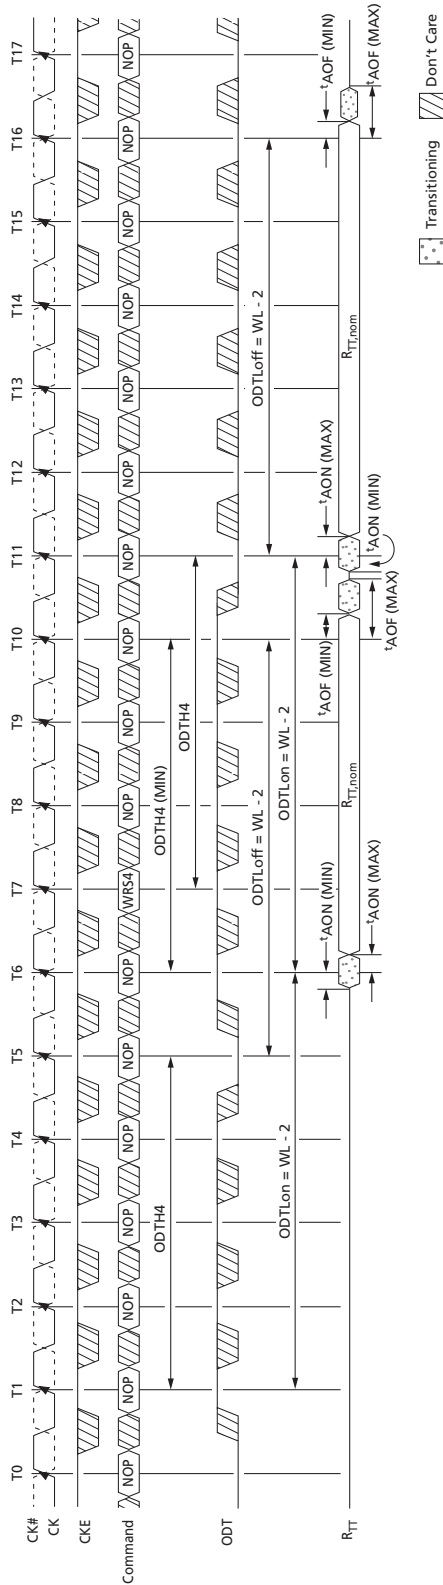 T0 T1 T2 T3 T4 T5 T6 T7 T8 T9 T10 T11 T12 T13 T14 T15 T16 T17
CK#
CK
CKE
Command NOP NOP NOP NOP NOP NOP NOP WRS4 NOP NOP NOP NOP NOP NOP NOP NOP NOP NOP
ODTH4 ODTH4 (MIN)
ODTH4
ODT
ODTLoff = WL - 2 ODTLoff = WL - 2
ODTLon = WL - 2 ODTLon = WL - 2
tAON (MIN) tAOF (MIN) tAON (MAX) tAOF (MIN)
RTT RTT,nom RTT,nom
tAON (MAX) tAOF (MAX) tAON (MIN) tAOF (MAX)
Transitioning Don't Care